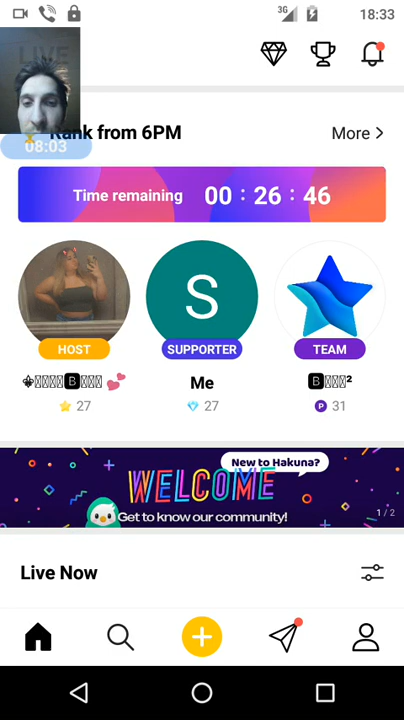 3G
18:33
LIVE
Rank from 6PM
More
08:03
Time remaining 00 : 26 : 46
S
HOST
SUPPORTER
TEAM
Me
27
27
P 31
New to Hakuna?
WELCOME
Get to know our community!
1 / 2
Live Now